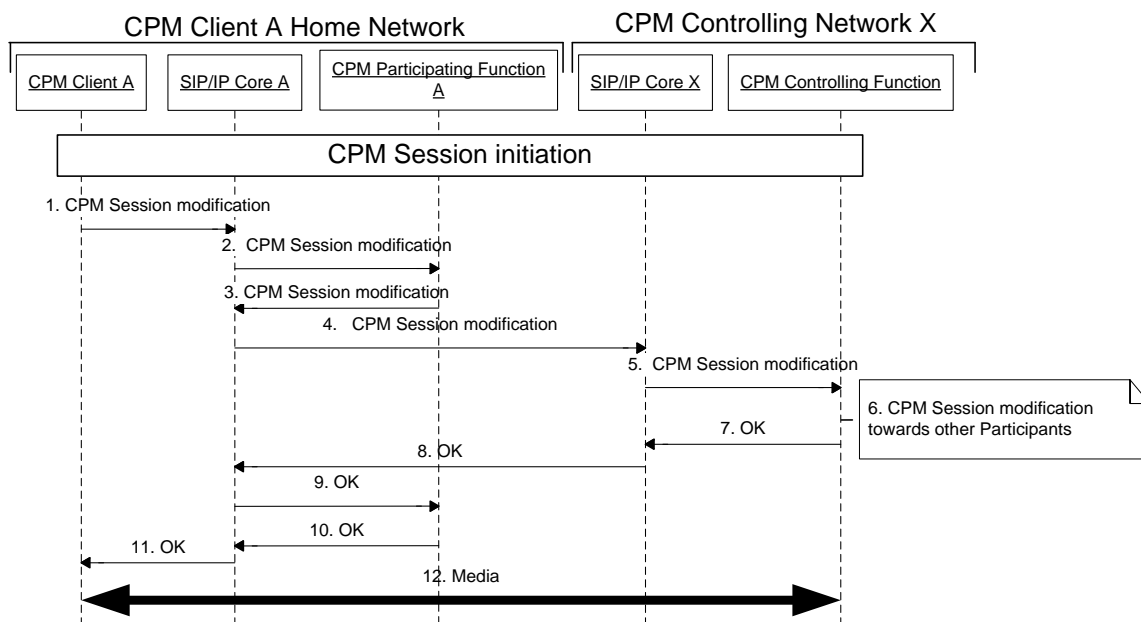 CPM Client A Home Network
CPM Controlling Network X
CPM Client A
SIP/IP Core A
CPM Participating Function
A
SIP/IP Core X
CPM Controlling Function
CPM Session initiation
1. CPM Session modification
2. CPM Session modification
3. CPM Session modification
4. CPM Session modification
5. CPM Session modification
6. CPM Session modification
towards other Participants
7. OK
8. OK
9. OK
10. OK
11. OK
12. Media